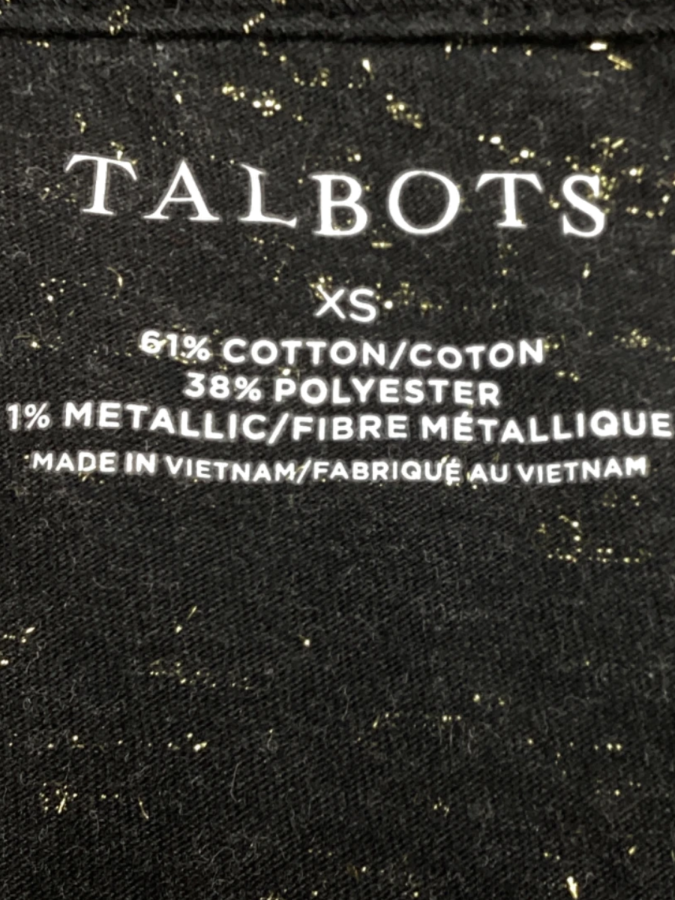 TALBOTS
XS
61% COTTON/COTON
38% POLYESTER
1% METALLIC/FIBRE MÉTALLIQUE
MADE IN VIETNAM/FABRIQUÉ AU VIETNAM